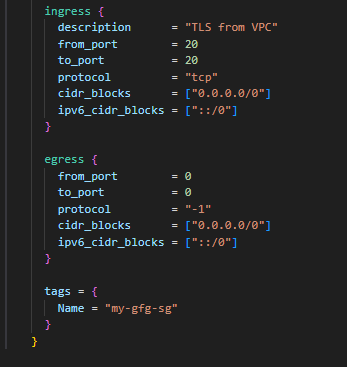 ingress {
description = "TLS from VPC"
from_port = 20
to_port = 20
protocol = "tcp"
cidr_blocks = ["0.0.0.0/0"]
ipv6_cidr_blocks = ["::/0"]
}
egress {
from_port = 0
to_port = 0
protocol = "-1"
cidr_blocks = ["0.0.0.0/0"]
ipv6_cidr_blocks = ["::/0"]
}
tags = {
Name = "my-gfg-sg"
}
}